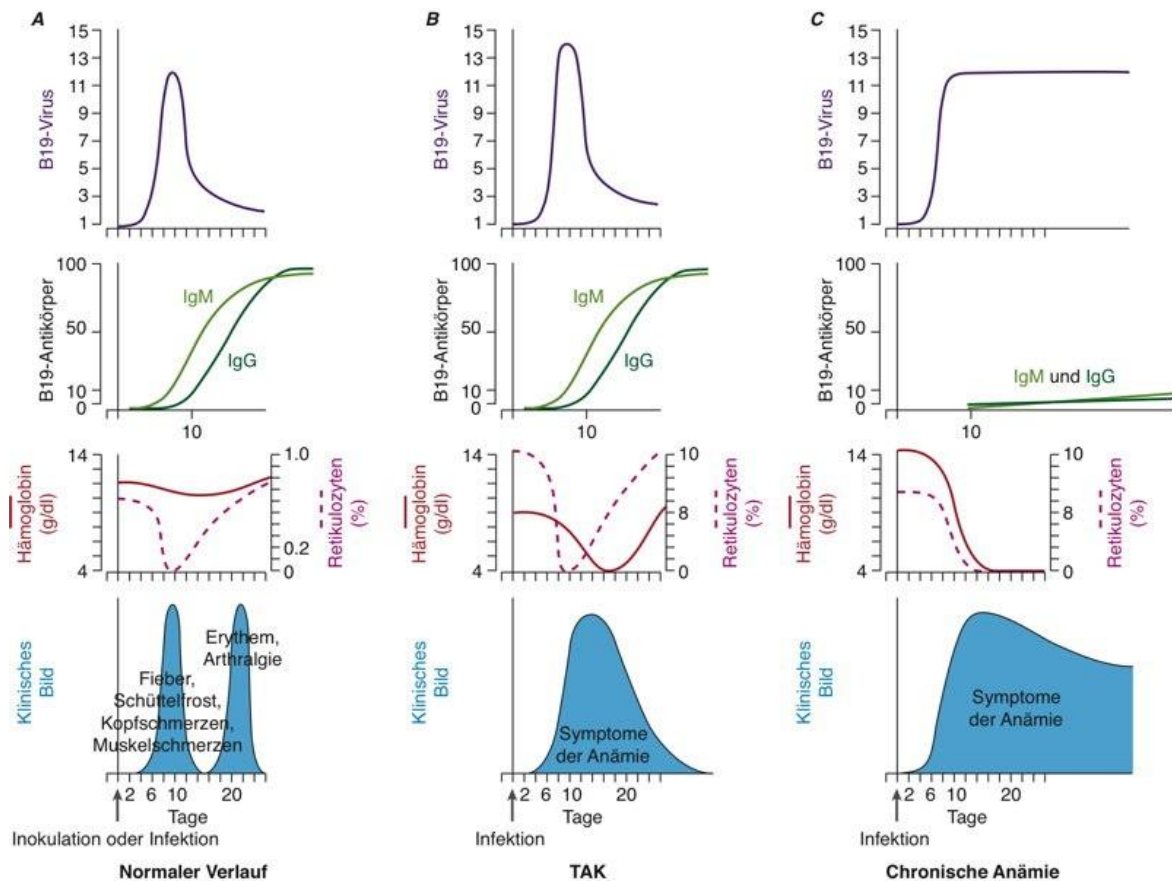 A
15
13
11
9
7
5
3
1
B19-Virus
100
50
10
0
B19-Antikörper
IgM
IgG
10
14
4
Hämoglobin
(g/dl)
1.0
0.2
0
Retikulozyten
(%)
Klinisches
Bild
Fieber,
Schüttelfrost,
Kopfschmerzen,
Muskelschmerzen
Erythem,
Arthralgie
2 6 10 20
Tage
Inokulation oder Infektion
Normaler Verlauf
B
15
13
11
9
7
5
3
1
B19-Virus
100
50
10
0
B19-Antikörper
IgM
IgG
10
14
4
Hämoglobin
(g/dl)
10
8
0
Retikulozyten
(%)
Klinisches
Bild
Symptome
der Anämie
2 6 10 20
Tage
Infektion
TAK
C
15
13
11
9
7
5
3
1
B19-Virus
100
50
10
0
B19-Antikörper
IgM und IgG
10
14
4
Hämoglobin
(g/dl)
10
8
0
Retikulozyten
(%)
Klinisches
Bild
Symptome
der Anämie
2 6 10 20
Tage
Infektion
Chronische Anämie